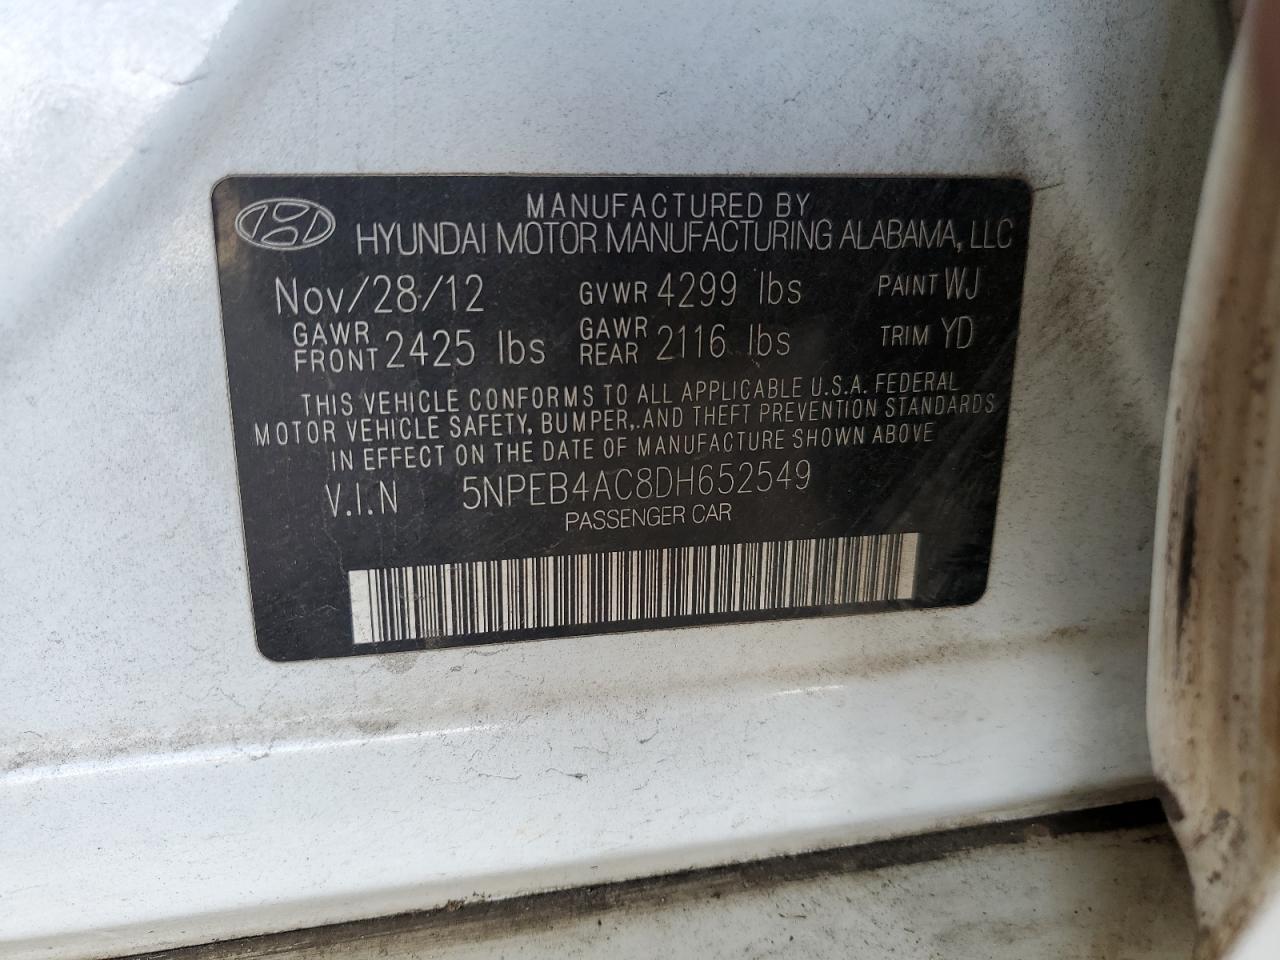 MANUFACTURED BY
HYUNDAI MOTOR MANUFACTURING ALABAMA, LLC
Nov/28/12 GVWR 4299 lbs PAINT WJ
GAWR FRONT 2425 lbs GAWR REAR 2116 lbs TRIM YD
THIS VEHICLE CONFORMS TO ALL APPLICABLE U.S.A. FEDERAL
MOTOR VEHICLE SAFETY, BUMPER, AND THEFT PREVENTION STANDARDS
IN EFFECT ON THE DATE OF MANUFACTURE SHOWN ABOVE
V.I.N 5NPEB4AC8DH652549
PASSENGER CAR